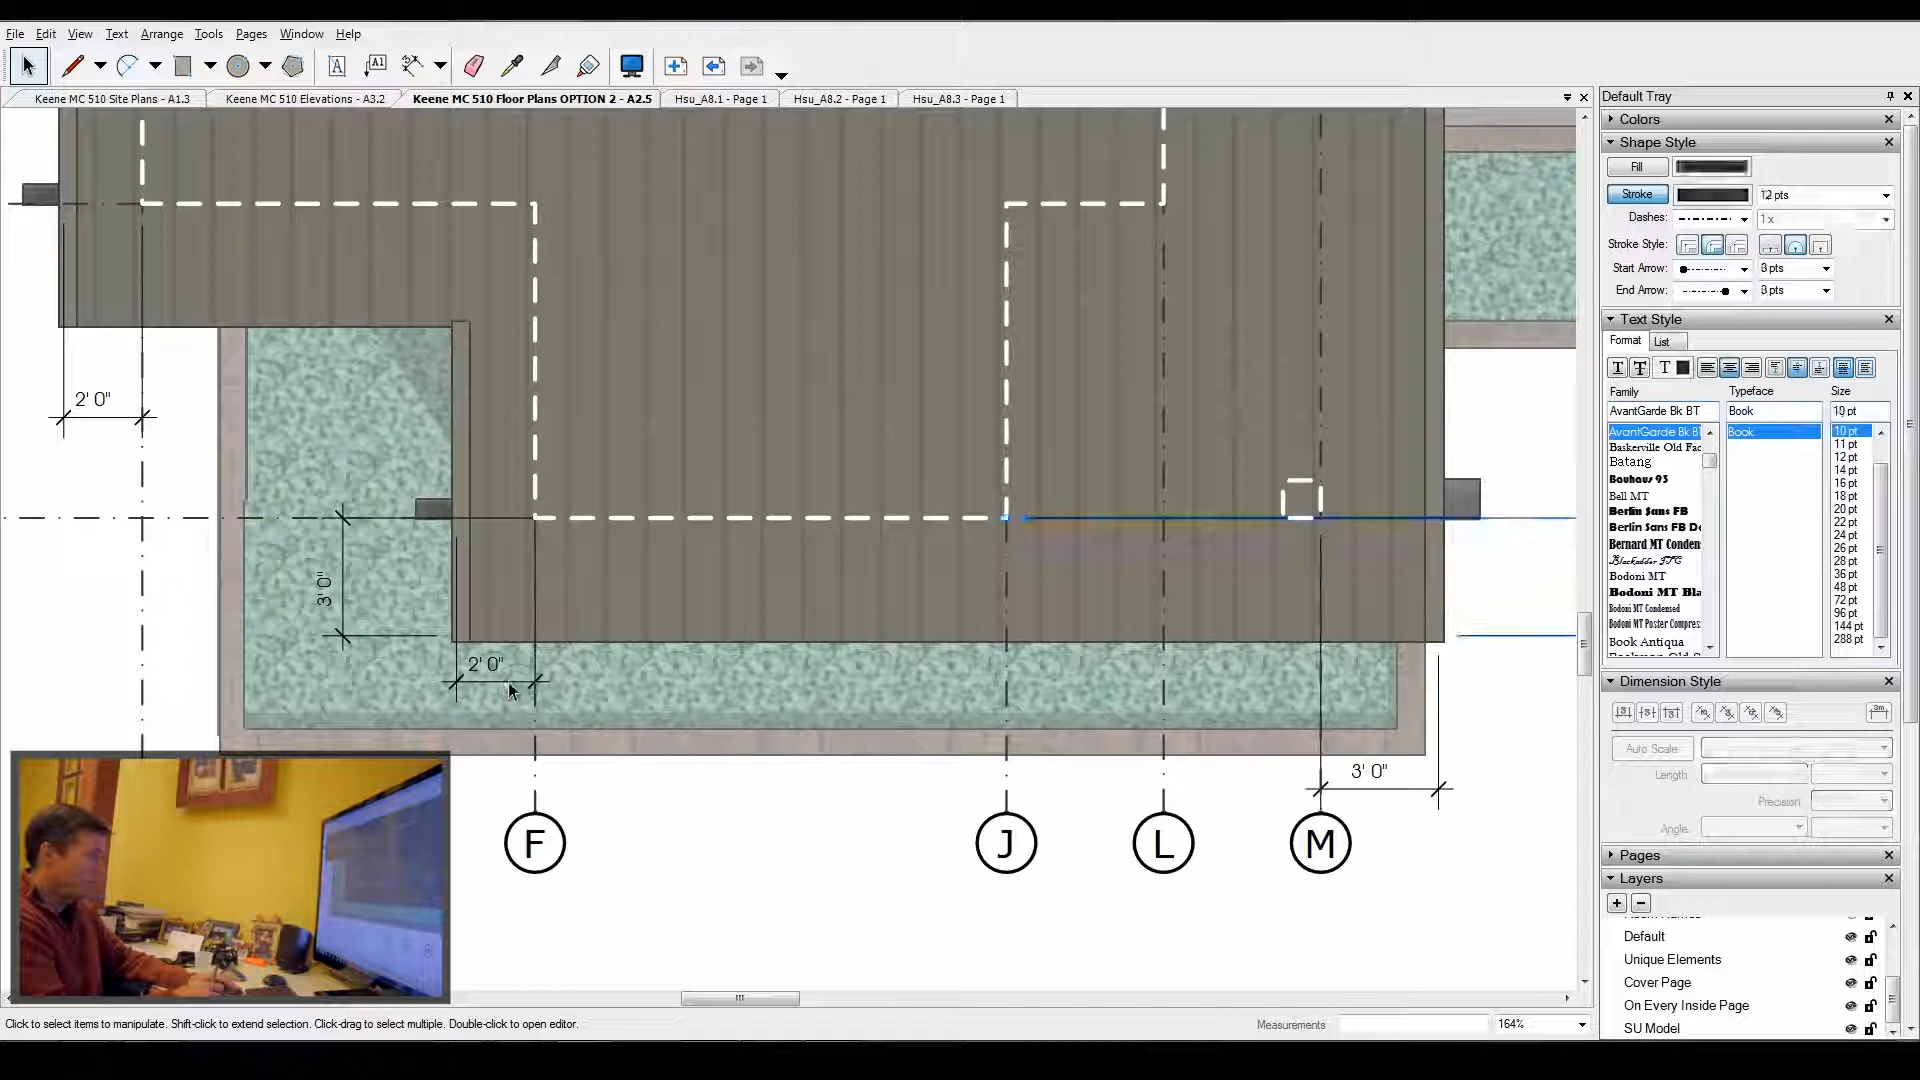 File Edit View Text Arrange Tools Pages Window Help
Keene MC 510 Site Plans - A1.3
Keene MC 510 Elevations - A3.2
Keene MC 510 Floor Plans OPTION 2 - A2.5
Hsu_A8.1 - Page 1
Hsu_A8.2 - Page 1
Hsu_A8.3 - Page 1
2' 0"
3' 0"
2' 0"
3' 0"
F
J
L
M
Click to select items to manipulate. Shift-click to extend selection. Click-drag to select multiple. Double-click to open editor.
Measurements
164%
Default Tray
Colors
Shape Style
Fill
Stroke
12 pts
Dashes:
1 x
Stroke Style:
Start Arrow:
3 pts
End Arrow:
3 pts
Text Style
Format
List
Family
Typeface
Size
AvantGarde Bk BT
Book
10 pt
AvantGarde Bk BT
Book
10 pt
Baskerville Old Fac
11 pt
Batang
12 pt
14 pt
Bauhaus 93
16 pt
Bell MT
18 pt
Berlin Sans FB
20 pt
Berlin Sans FB De
22 pt
Bernard MT Conden
24 pt
Blackadder ITC
26 pt
Bodoni MT
28 pt
36 pt
Bodoni MT Bla
48 pt
Bodoni MT Condensed
72 pt
Bodoni MT Poster Compres
96 pt
144 pt
Book Antiqua
288 pt
Dimension Style
Auto Scale
Length
Precision
Angle
Pages
Layers
Default
Unique Elements
Cover Page
On Every Inside Page
SU Model